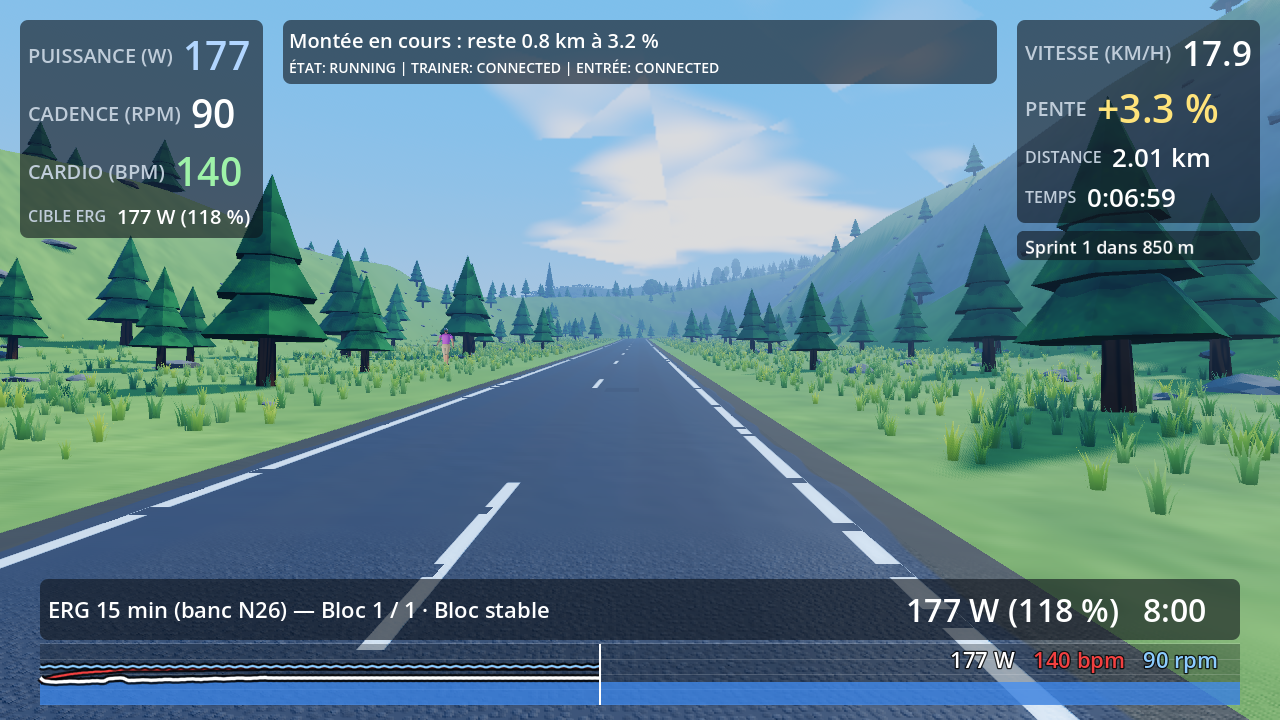 PUISSANCE (W) 177
CADENCE (RPM) 90
CARDIO (BPM) 140
CIBLE ERG 177 W (118 %)
Montée en cours : reste 0.8 km à 3.2 %
ÉTAT: RUNNING | TRAINER: CONNECTED | ENTRÉE: CONNECTED
VITESSE (KM/H) 17.9
PENTE +3.3 %
DISTANCE 2.01 km
TEMPS 0:06:59
Sprint 1 dans 850 m
ERG 15 min (banc N26) — Bloc 1 / 1 · Bloc stable 177 W (118 %) 8:00
177 W 140 bpm 90 rpm